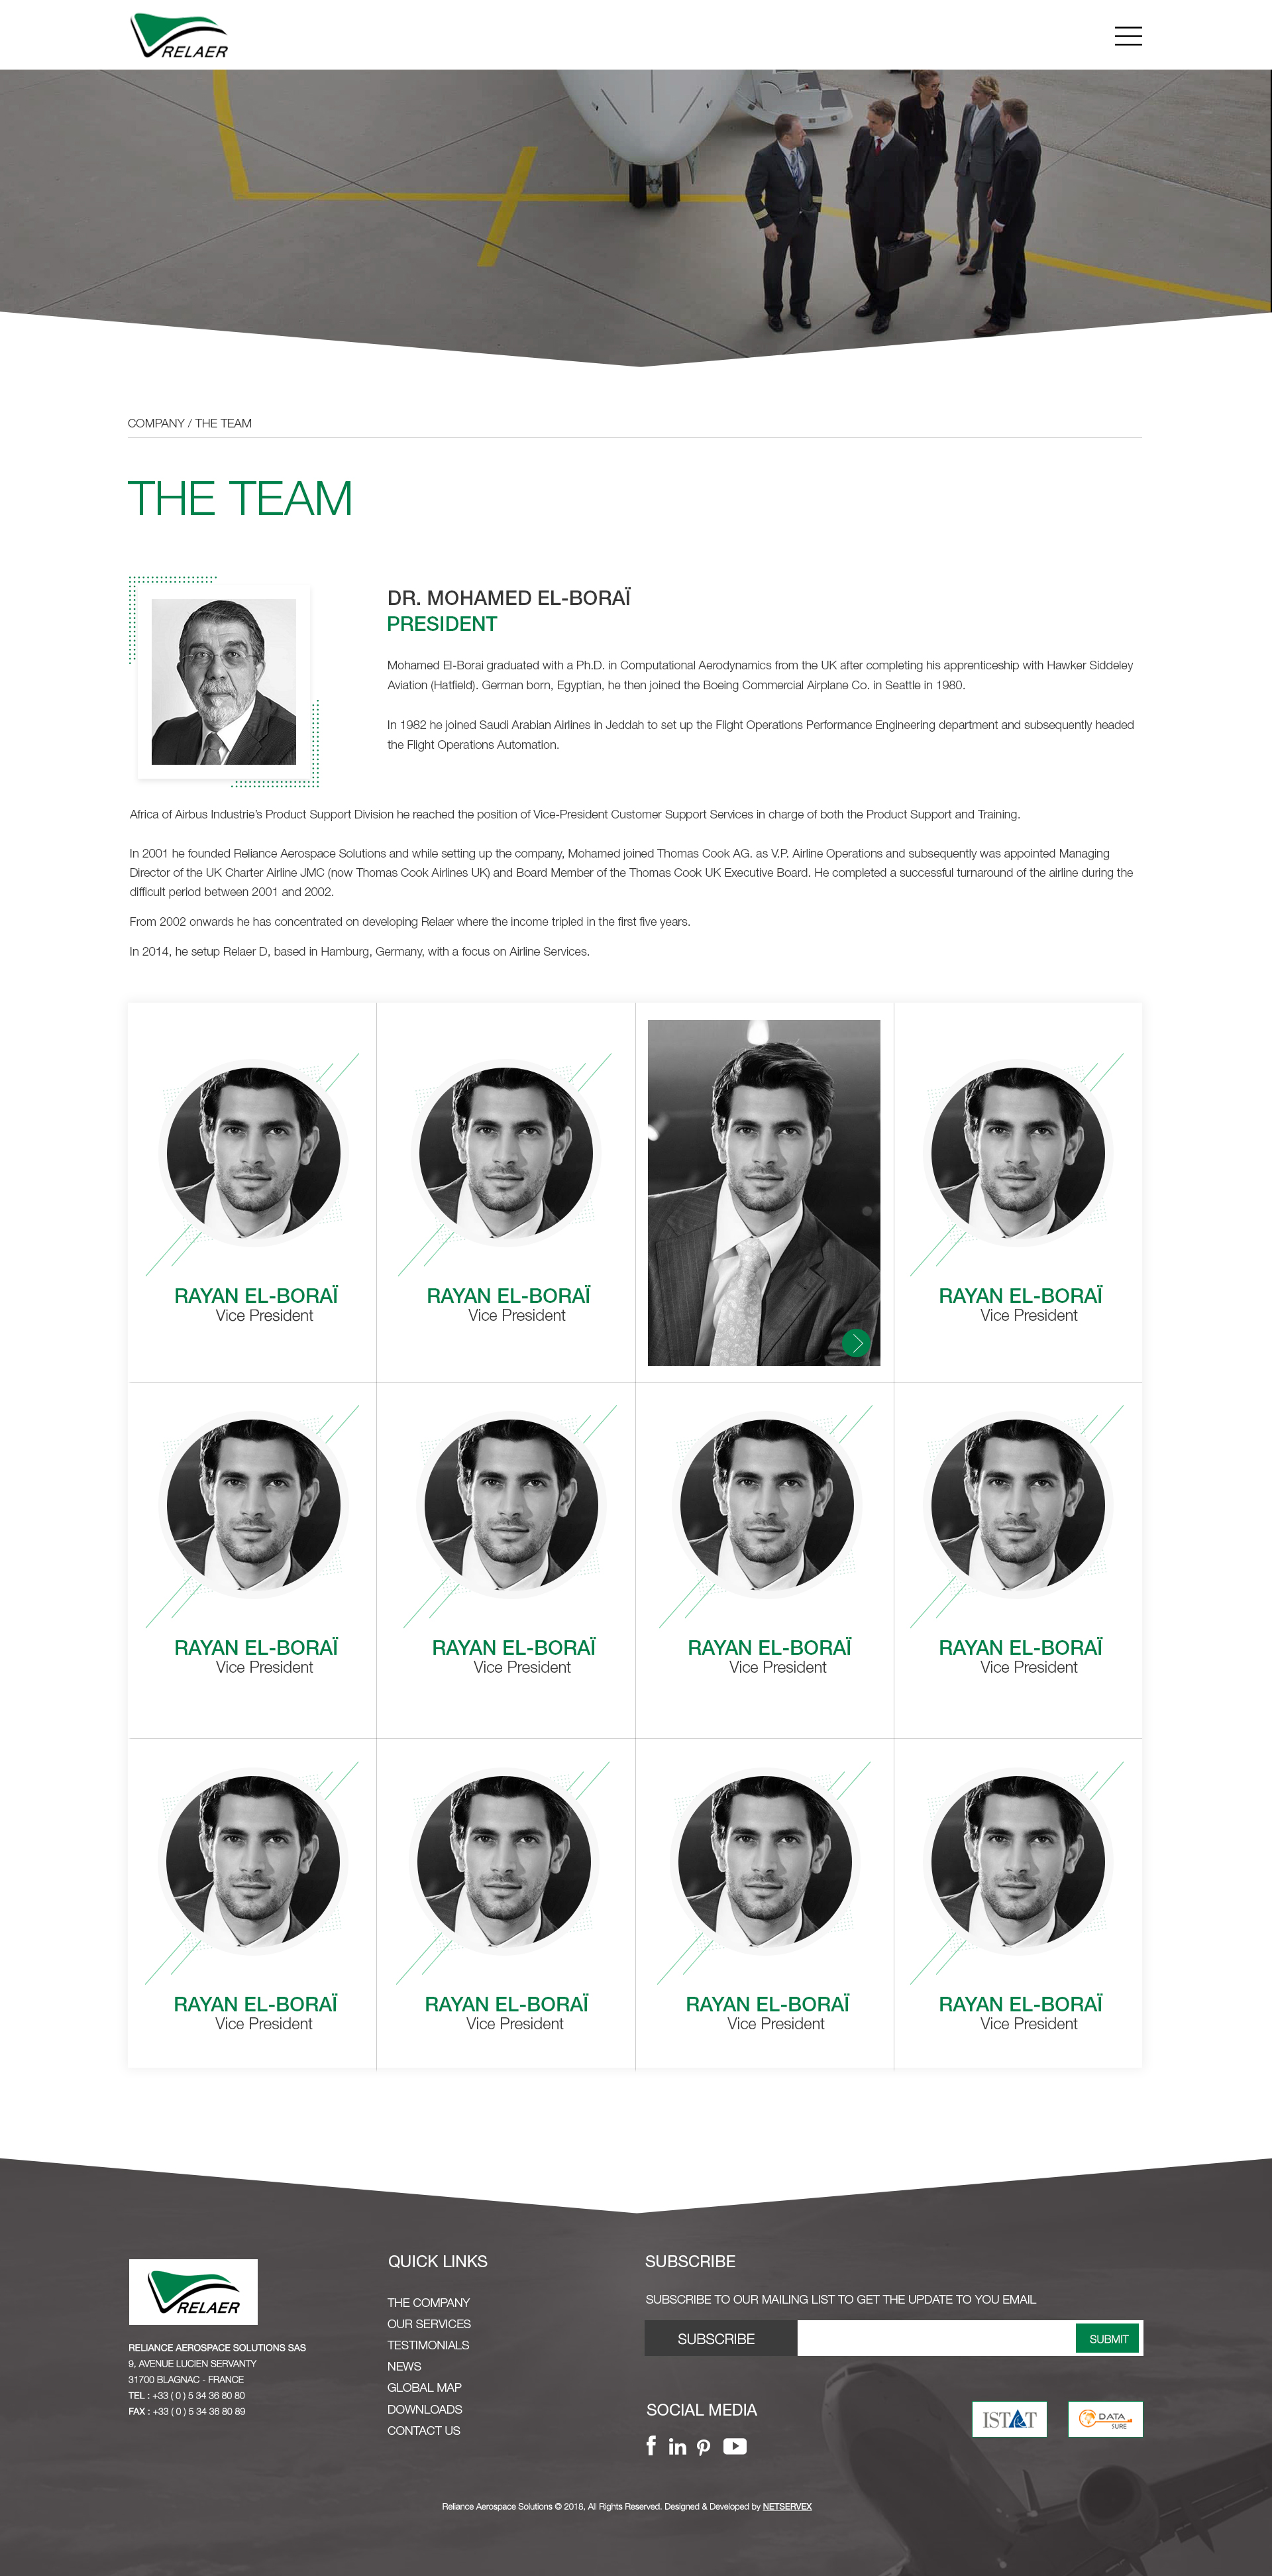 RELAER
COMPANY / THE TEAM
THE TEAM
DR. MOHAMED EL-BORAÏ
PRESIDENT
Mohamed El-Borai graduated with a Ph.D. in Computational Aerodynamics from the UK after completing his apprenticeship with Hawker Siddeley
Aviation (Hatfield). German born, Egyptian, he then joined the Boeing Commercial Airplane Co. in Seattle in 1980.
In 1982 he joined Saudi Arabian Airlines in Jeddah to set up the Flight Operations Performance Engineering department and subsequently headed
the Flight Operations Automation.
Africa of Airbus Industrie's Product Support Division he reached the position of Vice-President Customer Support Services in charge of both the Product Support and Training.
In 2001 he founded Reliance Aerospace Solutions and while setting up the company, Mohamed joined Thomas Cook AG. as V.P. Airline Operations and subsequently was appointed Managing
Director of the UK Charter Airline JMC (now Thomas Cook Airlines UK) and Board Member of the Thomas Cook UK Executive Board. He completed a successful turnaround of the airline during the
difficult period between 2001 and 2002.
From 2002 onwards he has concentrated on developing Relaer where the income tripled in the first five years.
In 2014, he setup Relaer D, based in Hamburg, Germany, with a focus on Airline Services.
RAYAN EL-BORAÏ
Vice President
RAYAN EL-BORAÏ
Vice President
RAYAN EL-BORAÏ
Vice President
RAYAN EL-BORAÏ
Vice President
RAYAN EL-BORAÏ
Vice President
RAYAN EL-BORAÏ
Vice President
RAYAN EL-BORAÏ
Vice President
RAYAN EL-BORAÏ
Vice President
RAYAN EL-BORAÏ
Vice President
RAYAN EL-BORAÏ
Vice President
RAYAN EL-BORAÏ
Vice President
RELAER
RELIANCE AEROSPACE SOLUTIONS SAS
9, AVENUE LUCIEN SERVANTY
31700 BLAGNAC - FRANCE
TEL : +33 ( 0 ) 5 34 36 80 80
FAX : +33 ( 0 ) 5 34 36 80 89
QUICK LINKS
THE COMPANY
OUR SERVICES
TESTIMONIALS
NEWS
GLOBAL MAP
DOWNLOADS
CONTACT US
SUBSCRIBE
SUBSCRIBE TO OUR MAILING LIST TO GET THE UPDATE TO YOU EMAIL
SUBSCRIBE
SUBMIT
SOCIAL MEDIA
ISTAT
DATA
SURE
Reliance Aerospace Solutions © 2018, All Rights Reserved. Designed & Developed by NETSERVEX